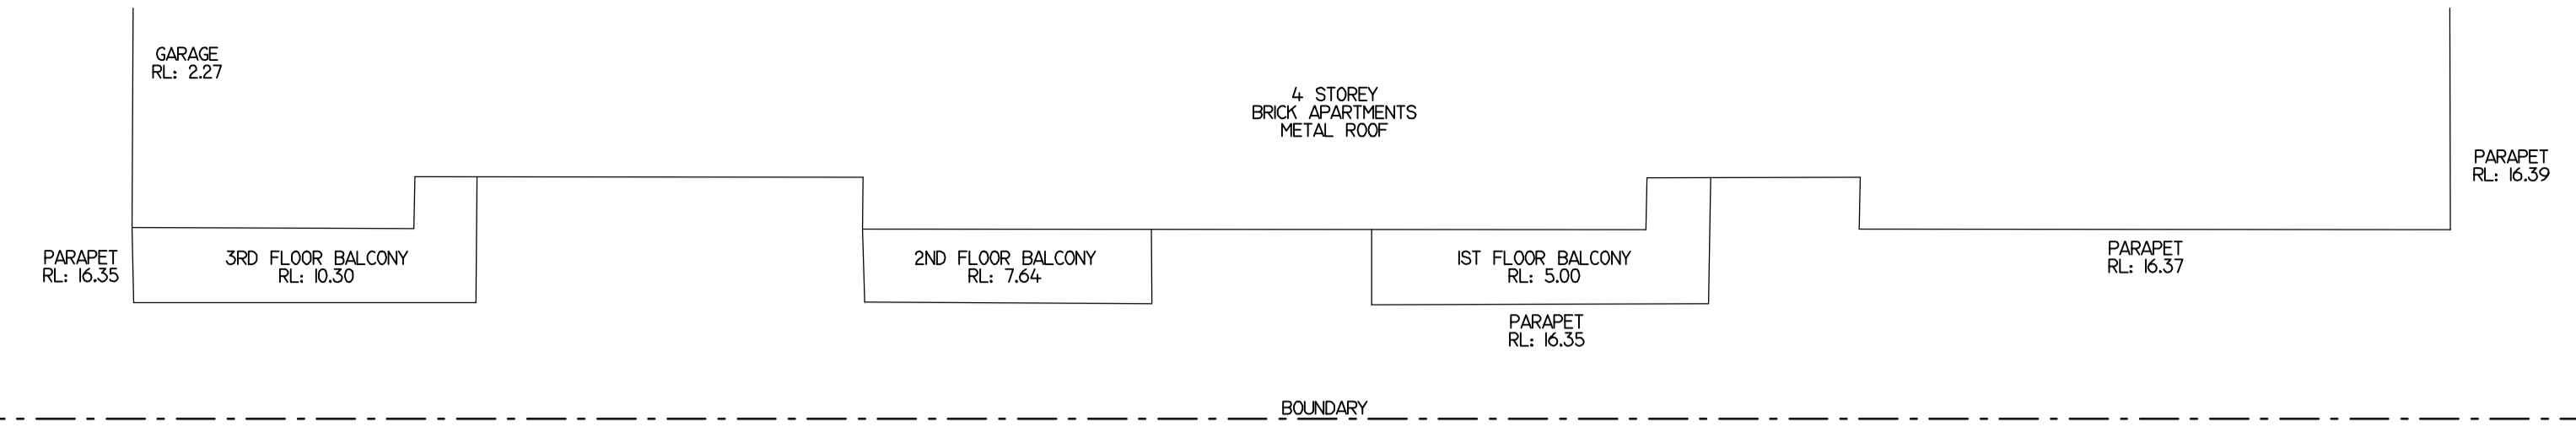 GARAGE
RL: 2.27
4 STOREY
BRICK APARTMENTS
METAL ROOF
PARAPET
RL: 16.39
PARAPET
RL: 16.35
3RD FLOOR BALCONY
RL: 10.30
2ND FLOOR BALCONY
RL: 7.64
1ST FLOOR BALCONY
RL: 5.00
PARAPET
RL: 16.37
PARAPET
RL: 16.35
BOUNDARY